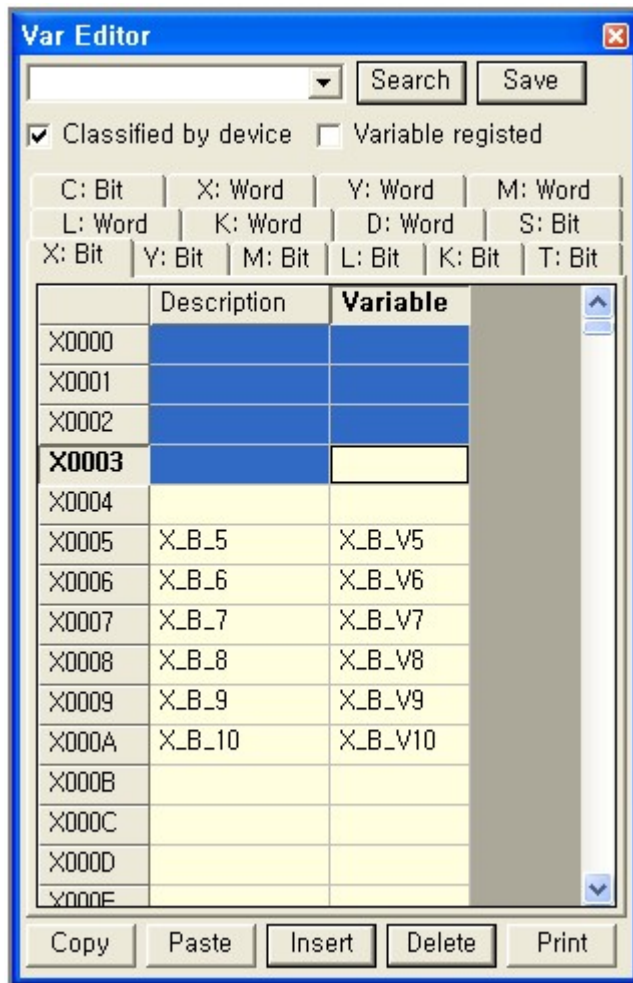 Var Editor
Search Save
Classified by device Variable registed
C: Bit X: Word Y: Word M: Word
L: Word K: Word D: Word S: Bit
X: Bit Y: Bit M: Bit L: Bit K: Bit T: Bit
Description Variable
X0000
X0001
X0002
X0003
X0004
X0005 X_B_5 X_B_V5
X0006 X_B_6 X_B_V6
X0007 X_B_7 X_B_V7
X0008 X_B_8 X_B_V8
X0009 X_B_9 X_B_V9
X000A X_B_10 X_B_V10
X000B
X000C
X000D
X000E
Copy Paste Insert Delete Print